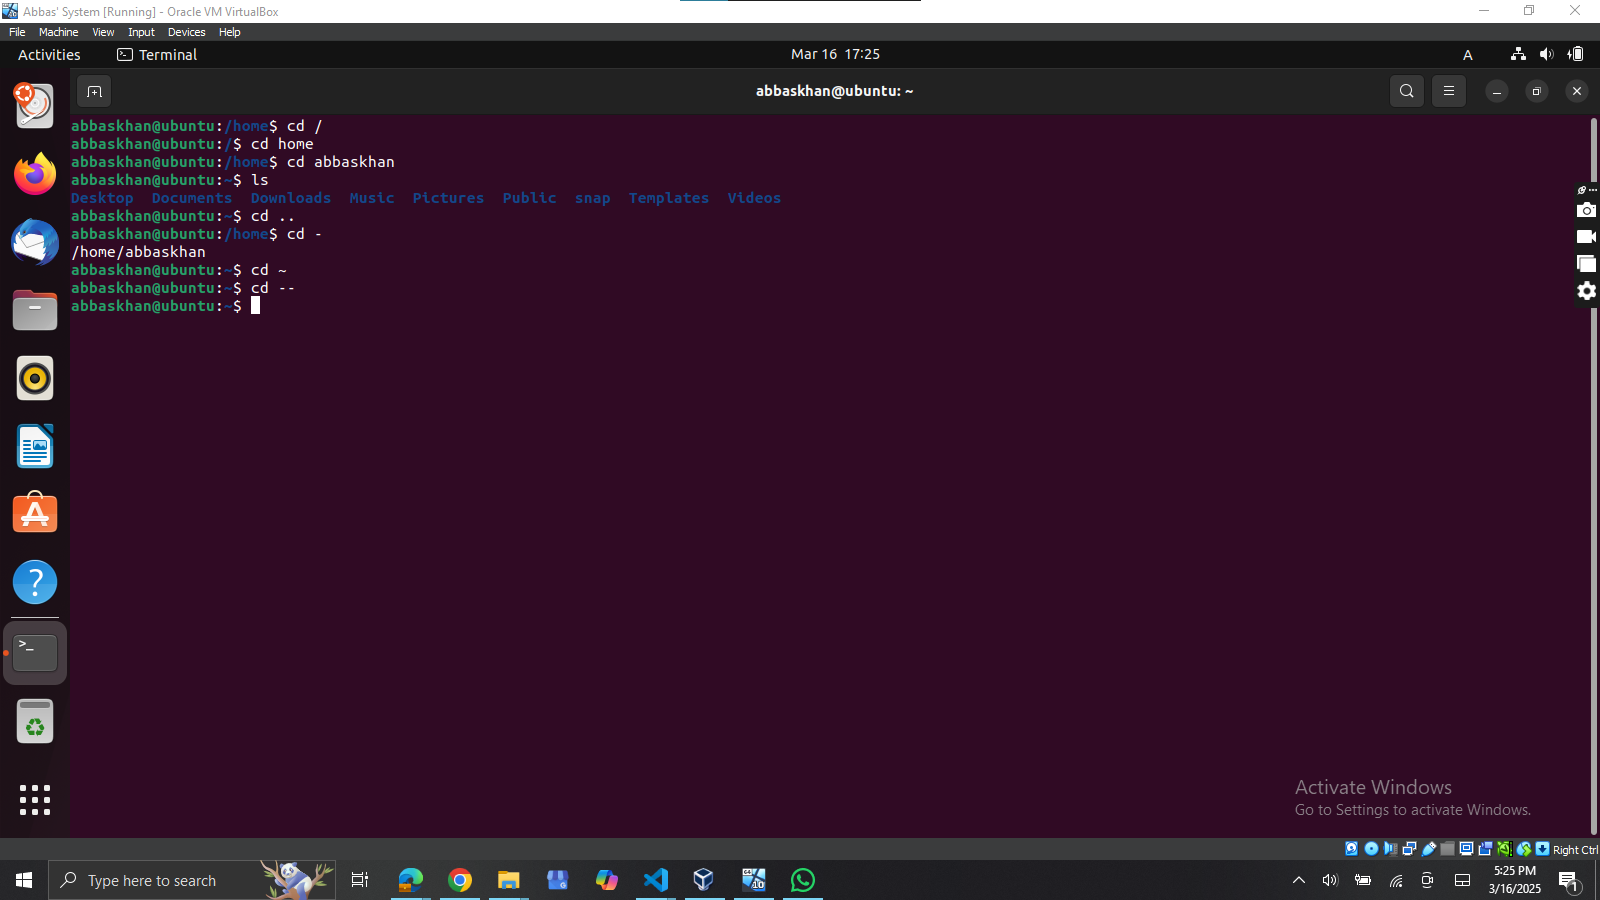 Abbas' System [Running] - Oracle VM VirtualBox
File Machine View Input Devices Help
Activities Terminal Mar 16 17:25 A
abbaskhan@ubuntu: ~
abbaskhan@ubuntu:/home$ cd /
abbaskhan@ubuntu:/$ cd home
abbaskhan@ubuntu:/home$ cd abbaskhan
abbaskhan@ubuntu:~$ ls
Desktop Documents Downloads Music Pictures Public snap Templates Videos
abbaskhan@ubuntu:~$ cd ..
abbaskhan@ubuntu:/home$ cd -
/home/abbaskhan
abbaskhan@ubuntu:~$ cd ~
abbaskhan@ubuntu:~$ cd --
abbaskhan@ubuntu:~$
Activate Windows
Go to Settings to activate Windows.
Right Ctrl
Type here to search
5:25 PM
3/16/2025
1